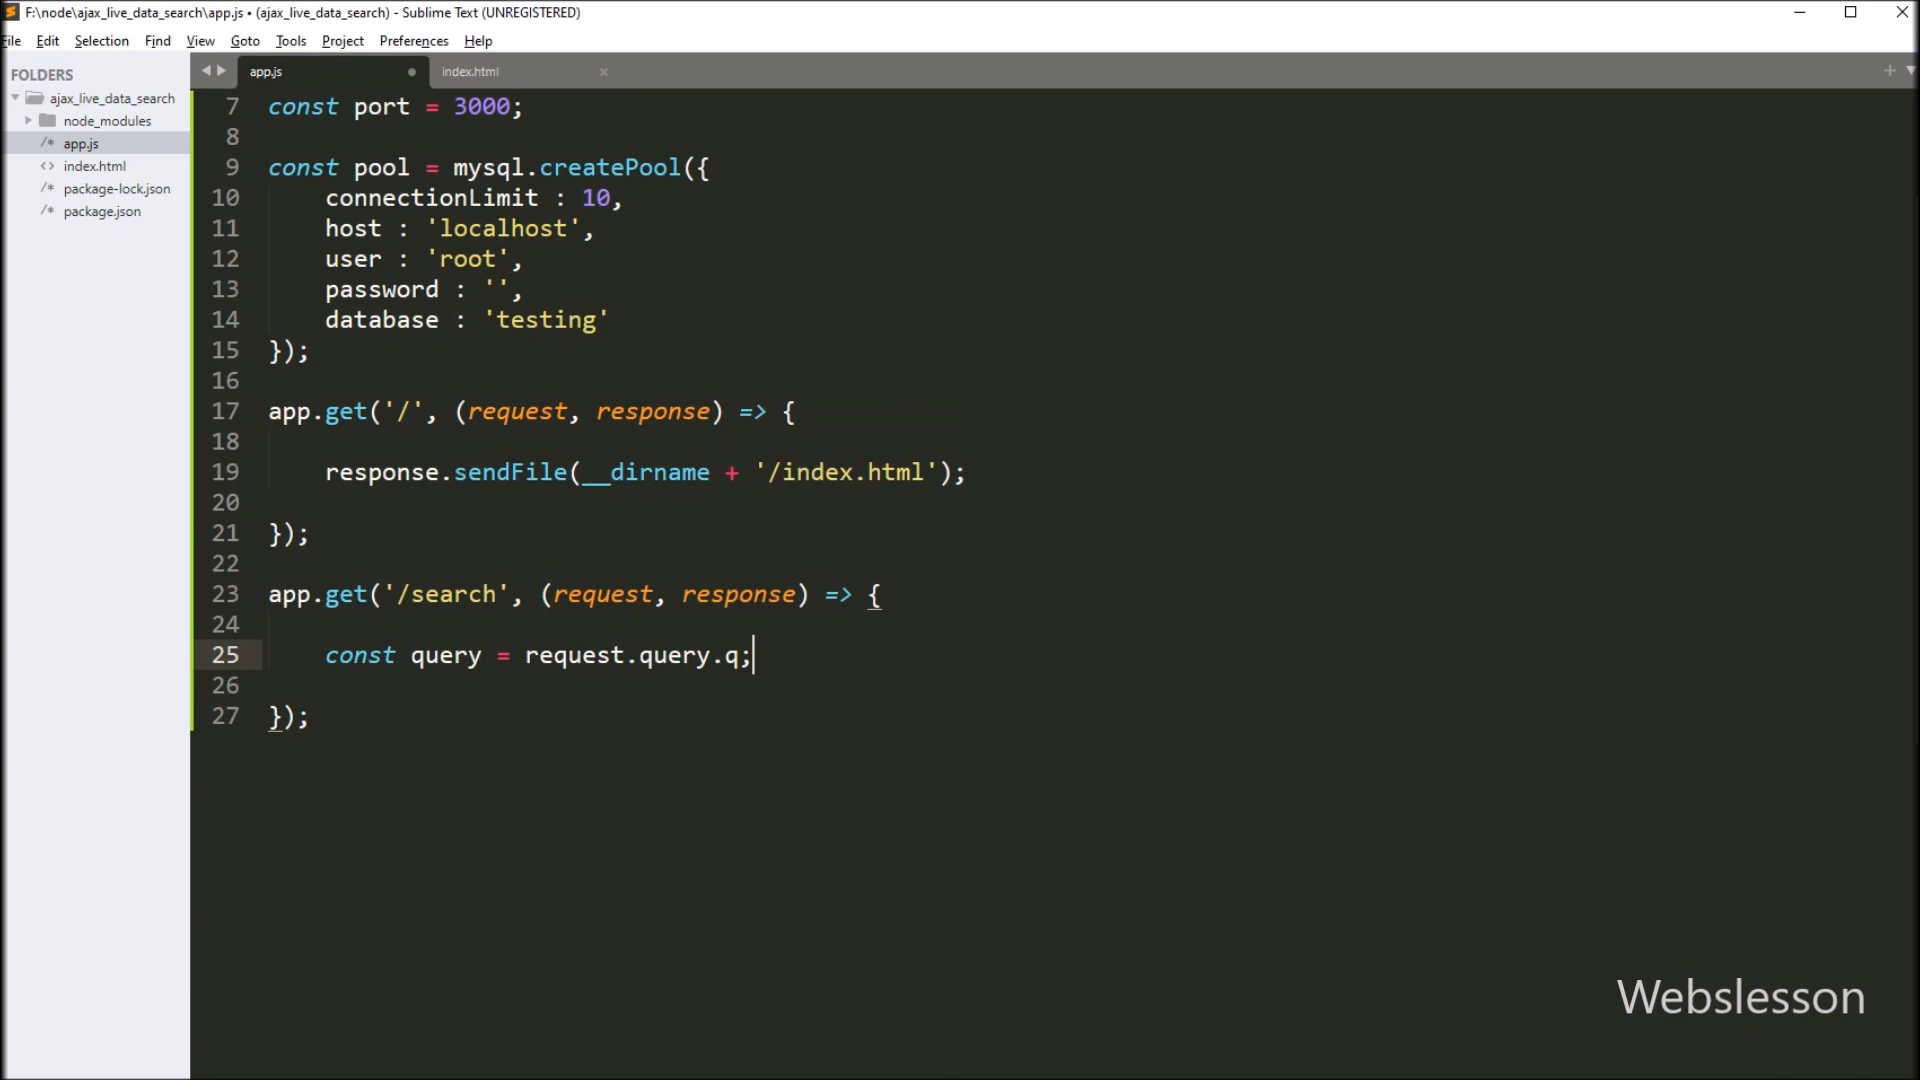 F:\node\ajax_live_data_search\app.js • (ajax_live_data_search) - Sublime Text (UNREGISTERED)
File Edit Selection Find View Goto Tools Project Preferences Help
FOLDERS
ajax_live_data_search
node_modules
/* app.js
<> index.html
/* package-lock.json
/* package.json
app.js index.html
7 const port = 3000;
8
9 const pool = mysql.createPool({
10 connectionLimit : 10,
11 host : 'localhost',
12 user : 'root',
13 password : '',
14 database : 'testing'
15 });
16
17 app.get('/', (request, response) => {
18
19 response.sendFile(__dirname + '/index.html');
20
21 });
22
23 app.get('/search', (request, response) => {
24
25 const query = request.query.q;
26
27 });
Webslesson